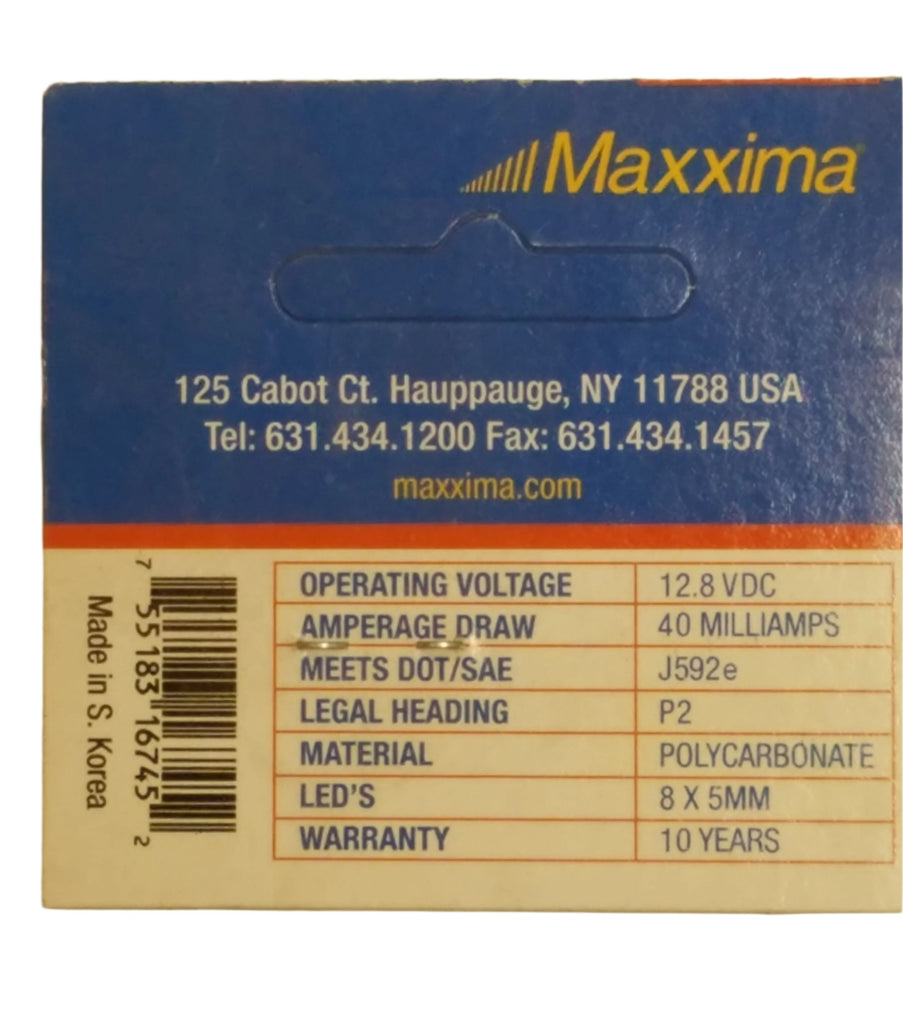 Maxxima
125 Cabot Ct. Hauppauge, NY 11788 USA
Tel: 631.434.1200 Fax: 631.434.1457
maxxima.com
OPERATING VOLTAGE 12.8 VDC
AMPERAGE DRAW 40 MILLIAMPS
MEETS DOT/SAE J592e
LEGAL HEADING P2
MATERIAL POLYCARBONATE
LED'S 8 X 5MM
WARRANTY 10 YEARS
7 55183 16745 2
Made in S. Korea